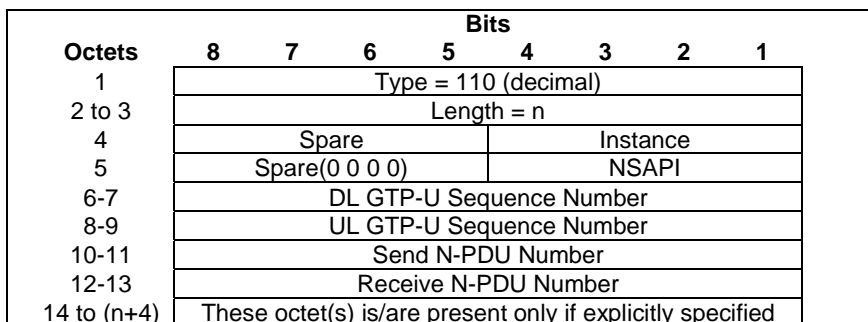 Bits
Octets 8 7 6 5 4 3 2 1
1 Type = 110 (decimal)
2 to 3 Length = n
4 Spare Instance
5 Spare(0 0 0 0) NSAPI
6-7 DL GTP-U Sequence Number
8-9 UL GTP-U Sequence Number
10-11 Send N-PDU Number
12-13 Receive N-PDU Number
14 to (n+4) These octet(s) is/are present only if explicitly specified